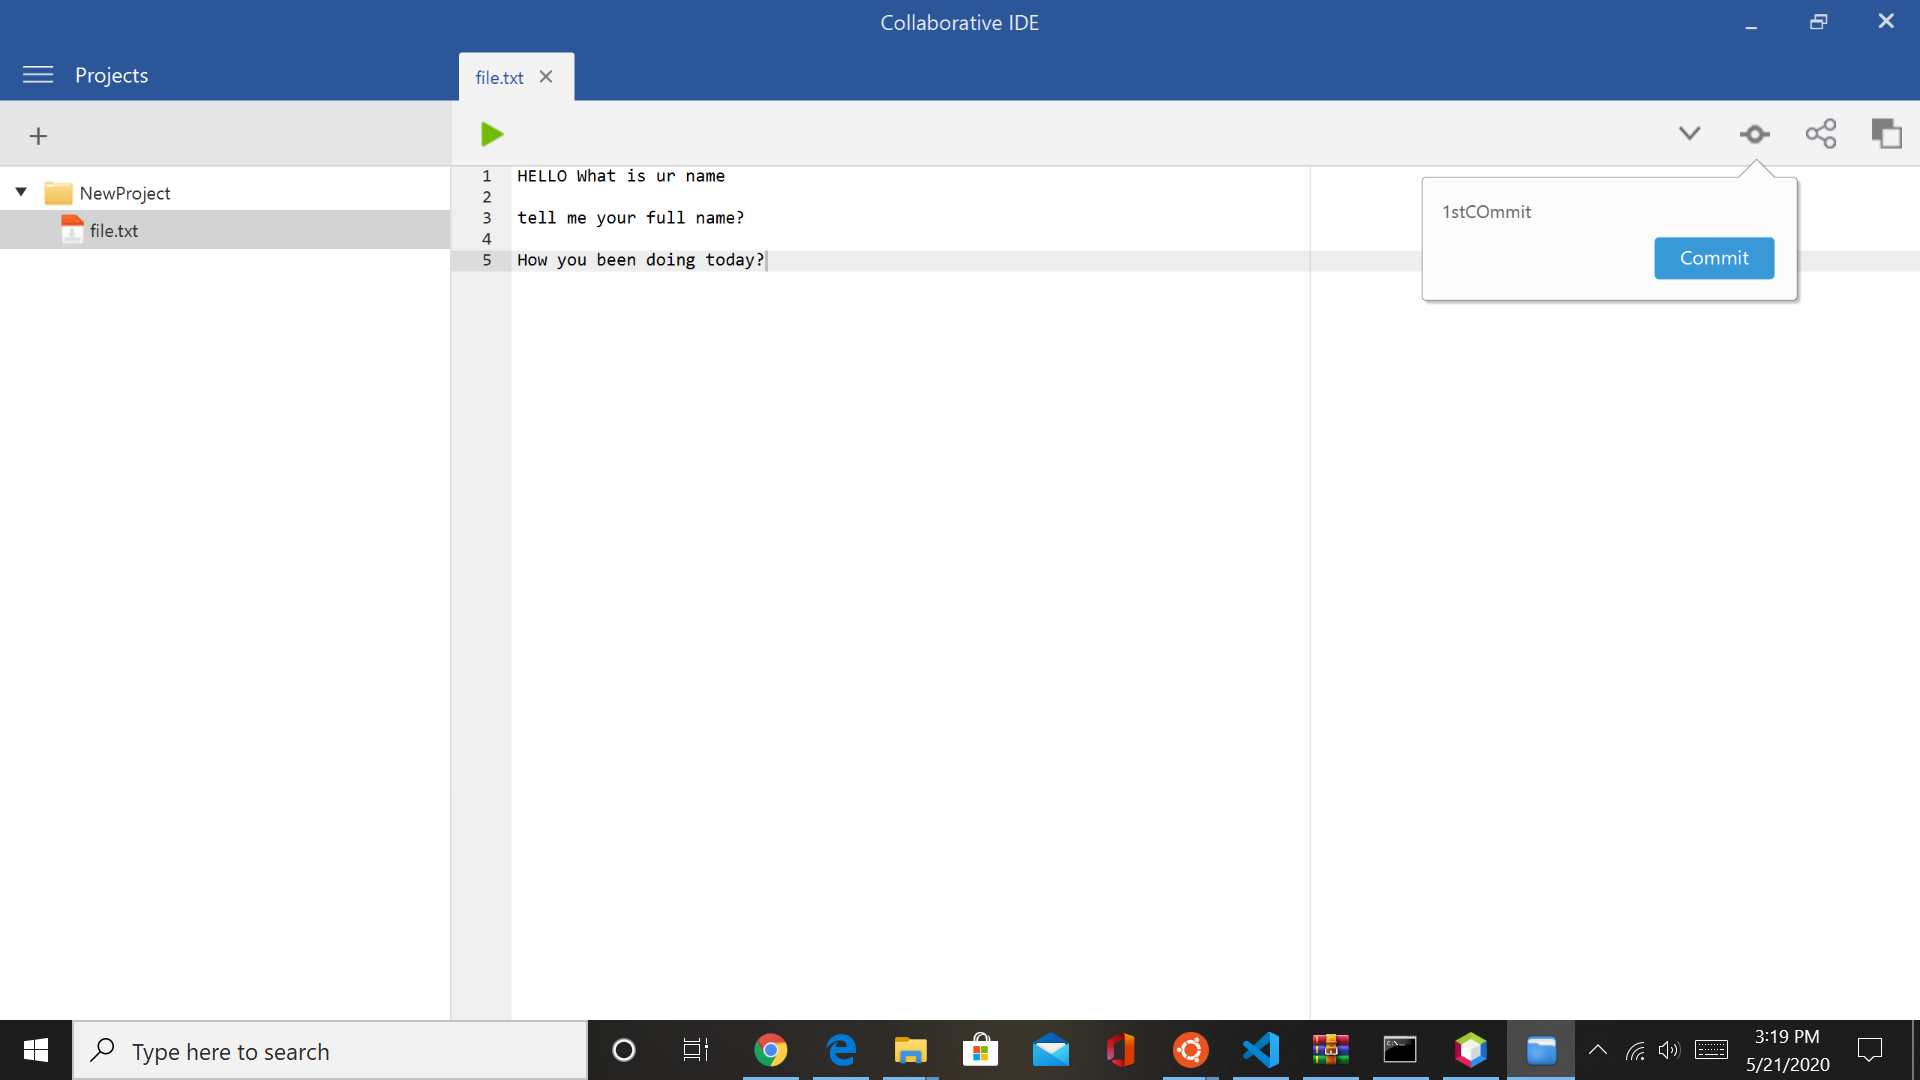 Collaborative IDE
Projects
file.txt
NewProject
file.txt
1 HELLO What is ur name
2
3 tell me your full name?
4
5 How you been doing today?
1stCOmmit
Commit
Type here to search
3:19 PM
5/21/2020